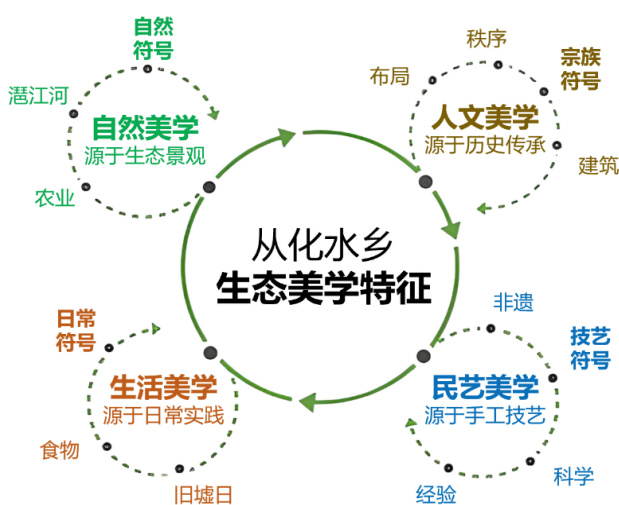 自然
符号
潖江河
自然美学
源于生态景观
农业
秩序
布局
宗族
符号
人文美学
源于历史传承
建筑
从化水乡
生态美学特征
日常
符号
生活美学
源于日常实践
食物
旧墟日
非遗
技艺
符号
民艺美学
源于手工技艺
科学
经验